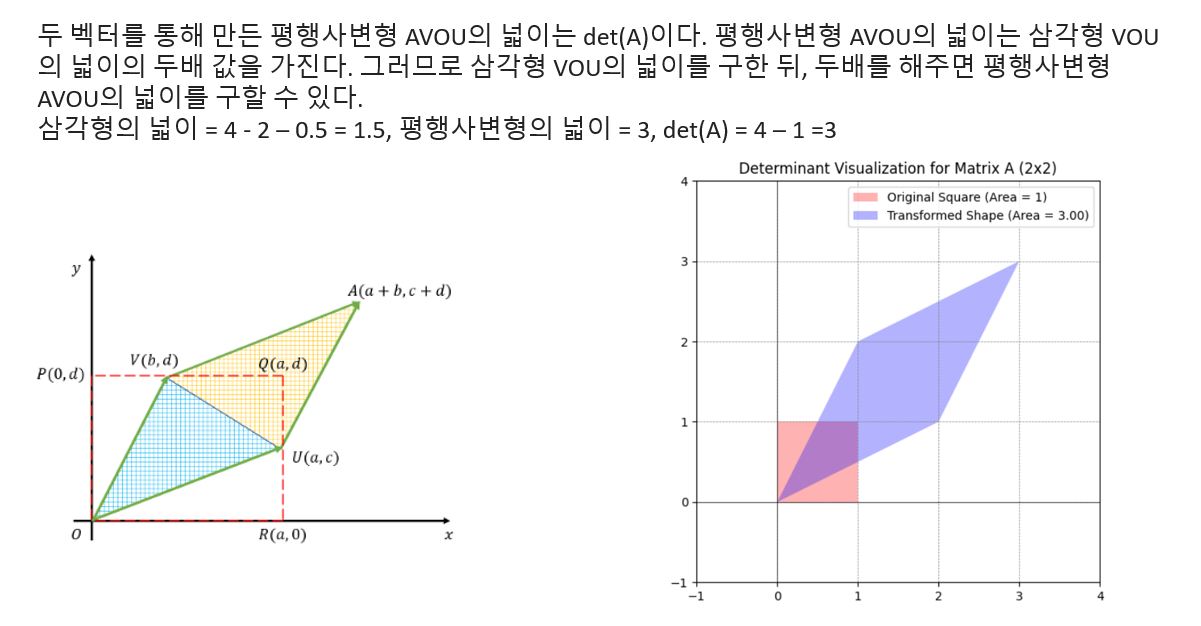 두 벡터를 통해 만든 평행사변형 AVOU의 넓이는 det(A)이다. 평행사변형 AVOU의 넓이는 삼각형 VOU
의 넓이의 두배 값을 가진다. 그러므로 삼각형 VOU의 넓이를 구한 뒤, 두배를 해주면 평행사변형
AVOU의 넓이를 구할 수 있다.
삼각형의 넓이 = 4 - 2 – 0.5 = 1.5, 평행사변형의 넓이 = 3, det(A) = 4 – 1 =3
y
A(a + b, c + d)
V(b, d)
Q(a, d)
P(0, d)
U(a, c)
O
R(a, 0)
x
Determinant Visualization for Matrix A (2x2)
Original Square (Area = 1)
Transformed Shape (Area = 3.00)
4
3
2
1
0
−1
−1 0 1 2 3 4